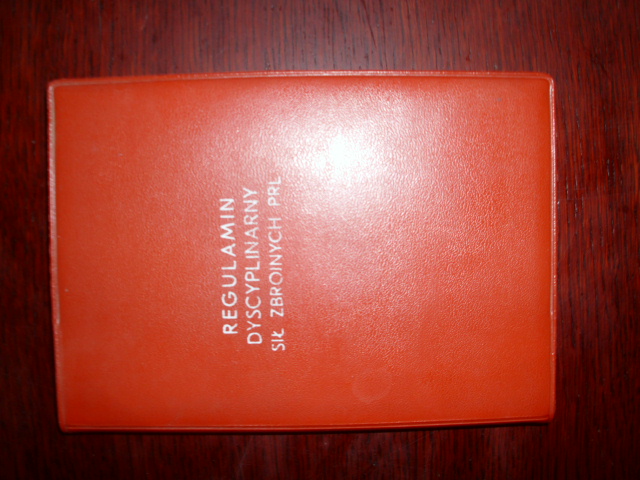 REGULAMIN
DYSCYPLINARNY
SIŁ ZBROJNYCH PRL